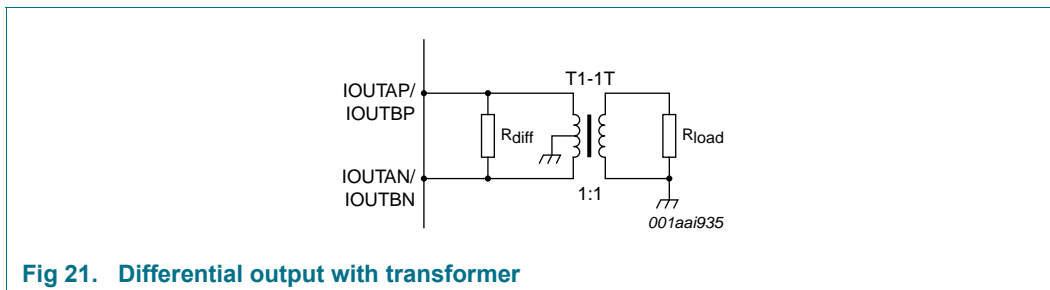 T1-1T
IOUTAP/
IOUTBP
Rdiff
Rload
IOUTAN/
IOUTBN
1:1
001aai935
Fig 21. Differential output with transformer